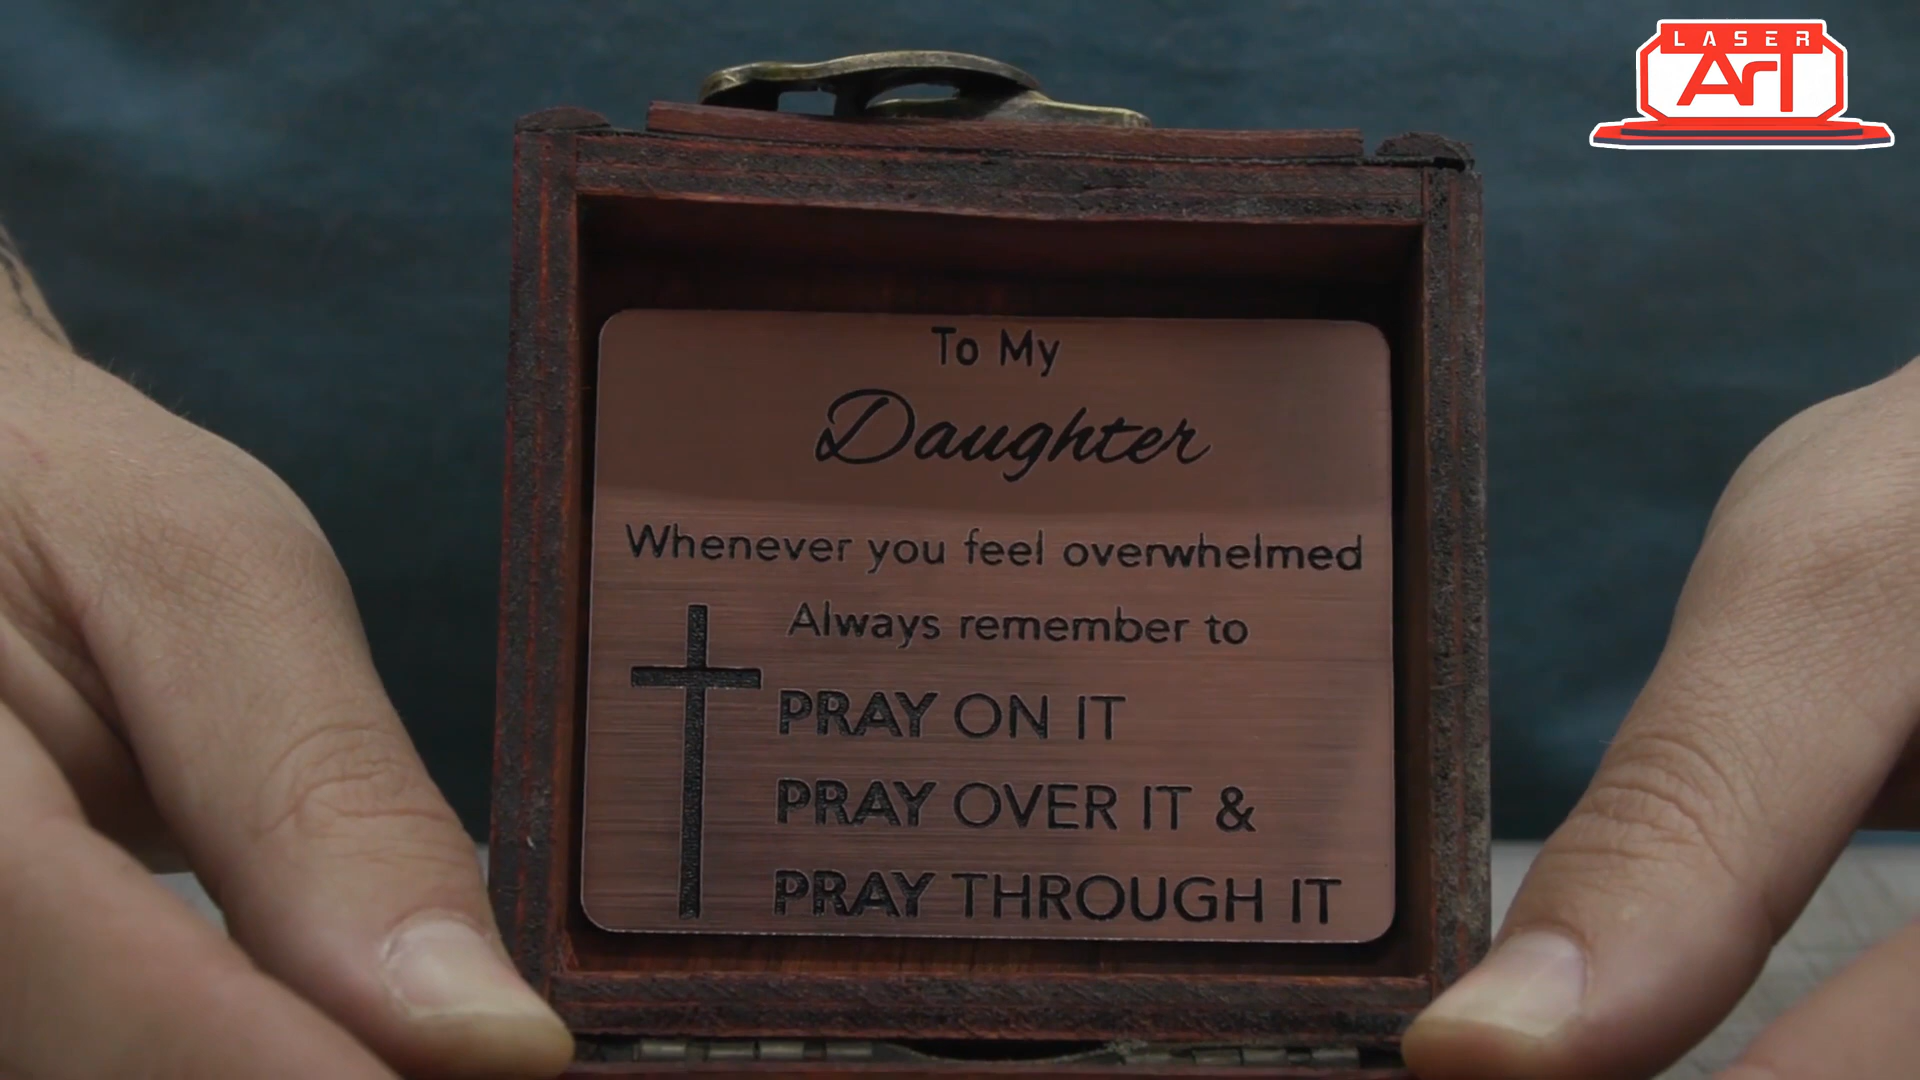 LASER
Art
To My
Daughter
Whenever you feel overwhelmed
Always remember to
PRAY ON IT
PRAY OVER IT &
PRAY THROUGH IT